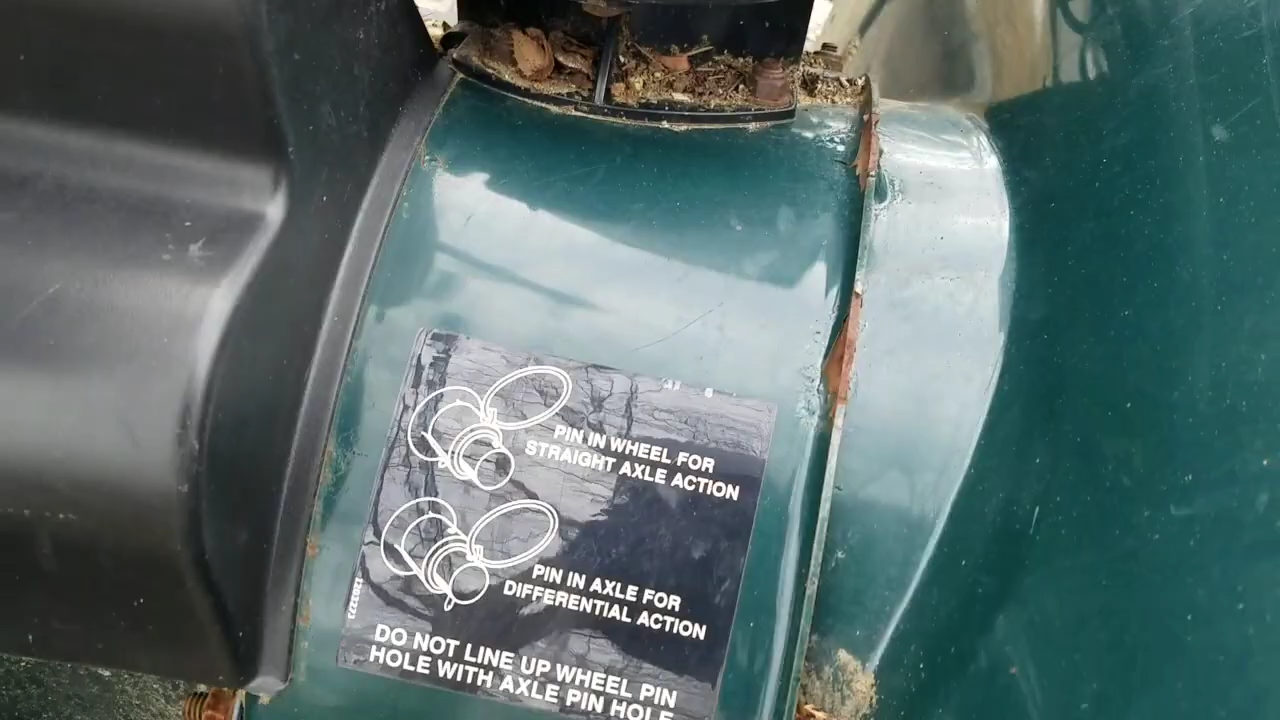 PIN IN WHEEL FOR
STRAIGHT AXLE ACTION
PIN IN AXLE FOR
DIFFERENTIAL ACTION
DO NOT LINE UP WHEEL PIN
HOLE WITH AXLE PIN HOLE